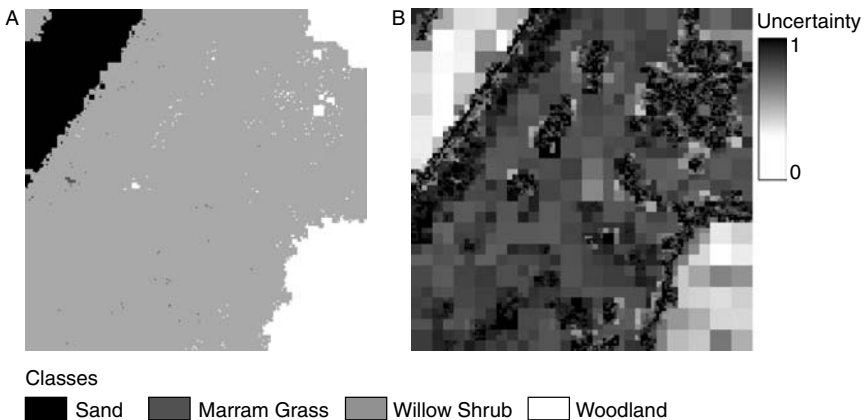 A
B
Uncertainty
1
0
Classes
Sand
Marram Grass
Willow Shrub
Woodland